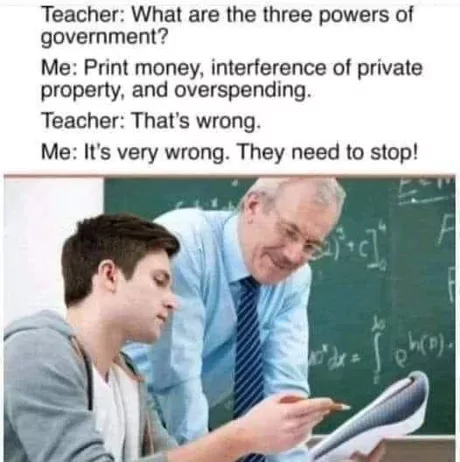 Teacher: What are the three powers of
government?
Me: Print money, interference of private
property, and overspending.
Teacher: That's wrong.
Me: It's very wrong. They need to stop!